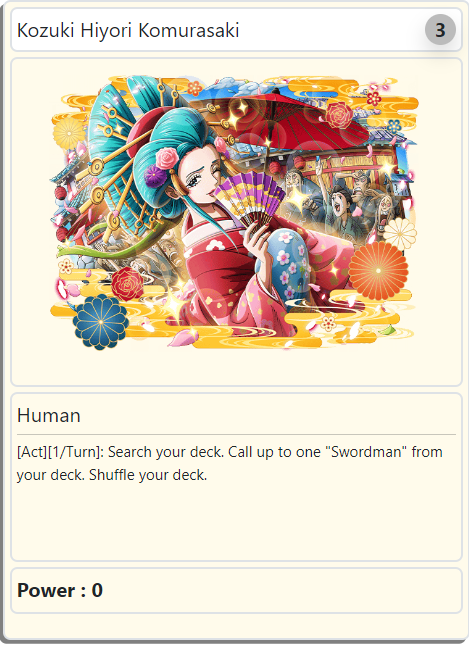 Kozuki Hiyori Komurasaki
3
Human
[Act][1/Turn]: Search your deck. Call up to one "Swordman" from
your deck. Shuffle your deck.
Power : 0